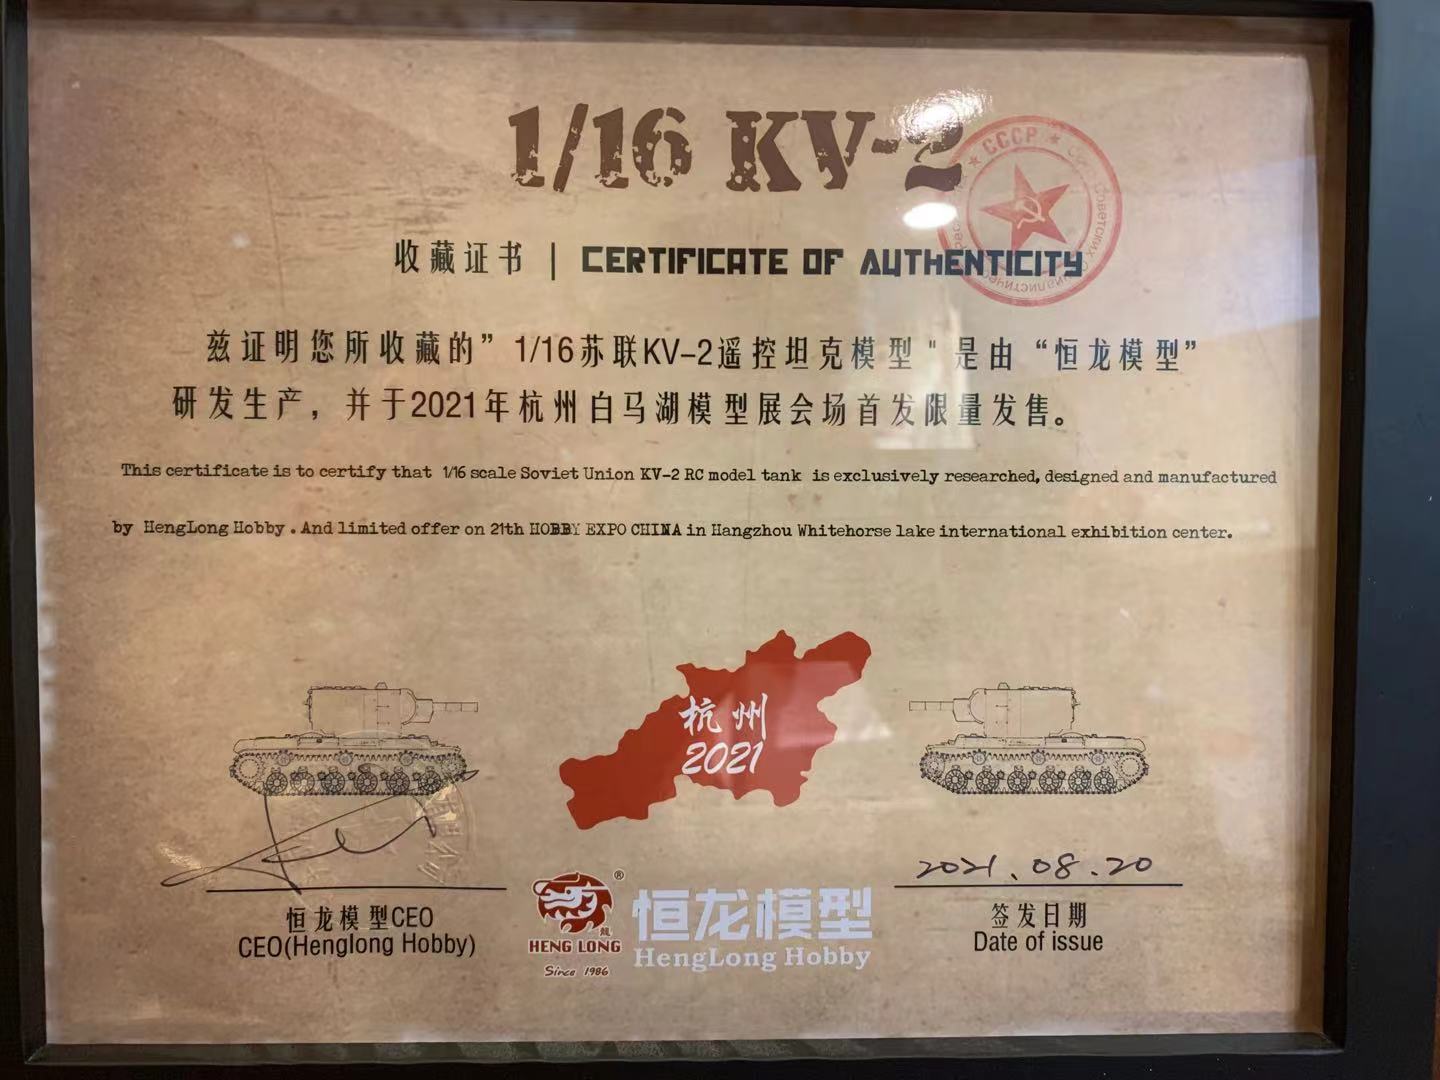 1/16 KV-2
СССР
Советских Социалистичес
收藏证书 | CERTIFICATE OF AUTHENTICITY
兹证明您所收藏的” 1/16苏联KV-2遥控坦克模型 " 是由 “恒龙模型”
研发生产，并于2021年杭州白马湖模型展会场首发限量发售。
This certificate is to certify that 1/16 scale Soviet Union KV-2 RC model tank is exclusively researched, designed and manufactured
by HengLong Hobby . And limited offer on 21th HOBBY EXPO CHINA in Hangzhou Whitehorse lake international exhibition center.
杭州
2021
2021.08.20
恒龙模型CEO
CEO(Henglong Hobby)
龍
HENG LONG
Since 1986
®
恒龙模型
HengLong Hobby
签发日期
Date of issue